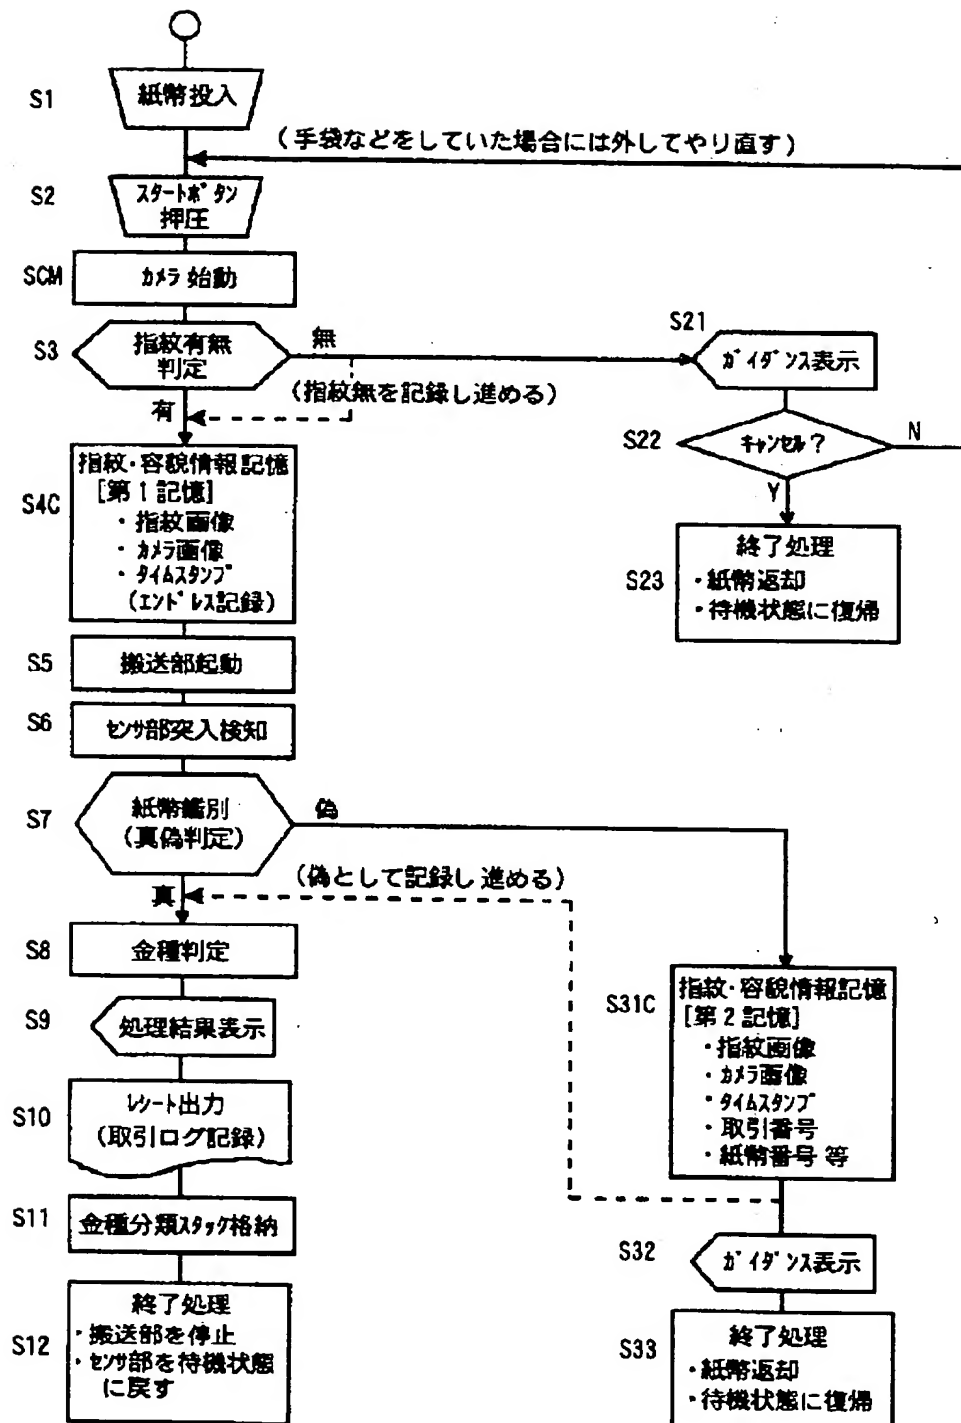 S1
紙幣投入
(手袋などをしていた場合には外してやり直す)
S2
スタートボタン
押圧
SCM
カメラ始動
S3
指紋有無
判定
無
(指紋無を記録し進める)
有
S21
ガイダンス表示
S22
キャンセル?
N
Y
S23
終了処理
・紙幣返却
・待機状態に復帰
S4C
指紋・容貌情報記憶
[第1記憶]
・指紋画像
・カメラ画像
・タイムスタンプ
(エンドレス記録)
S5
搬送部起動
S6
センサ部突入検知
S7
紙幣鑑別
(真偽判定)
偽
真
(偽として記録し進める)
S8
金種判定
S9
処理結果表示
S10
レシート出力
(取引ログ記録)
S11
金種分類スタック格納
S12
終了処理
・搬送部を停止
・センサ部を待機状態
に戻す
S31C
指紋・容貌情報記憶
[第2記憶]
・指紋画像
・カメラ画像
・タイムスタンプ
・取引番号
・紙幣番号等
S32
ガイダンス表示
S33
終了処理
・紙幣返却
・待機状態に復帰